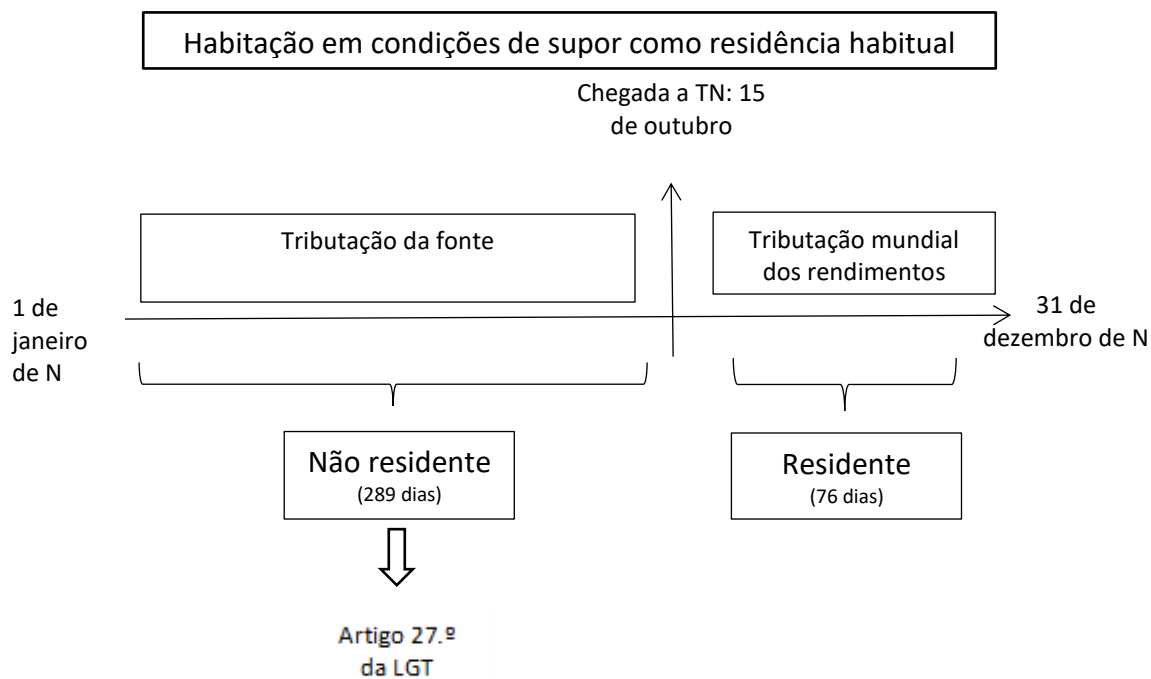 Habitação em condições de supor como residência habitual
Chegada a TN: 15
de outubro
Tributação da fonte
Tributação mundial
dos rendimentos
1 de
janeiro
de N
31 de
dezembro de N
Não residente
(289 dias)
Residente
(76 dias)
Artigo 27.º
da LGT